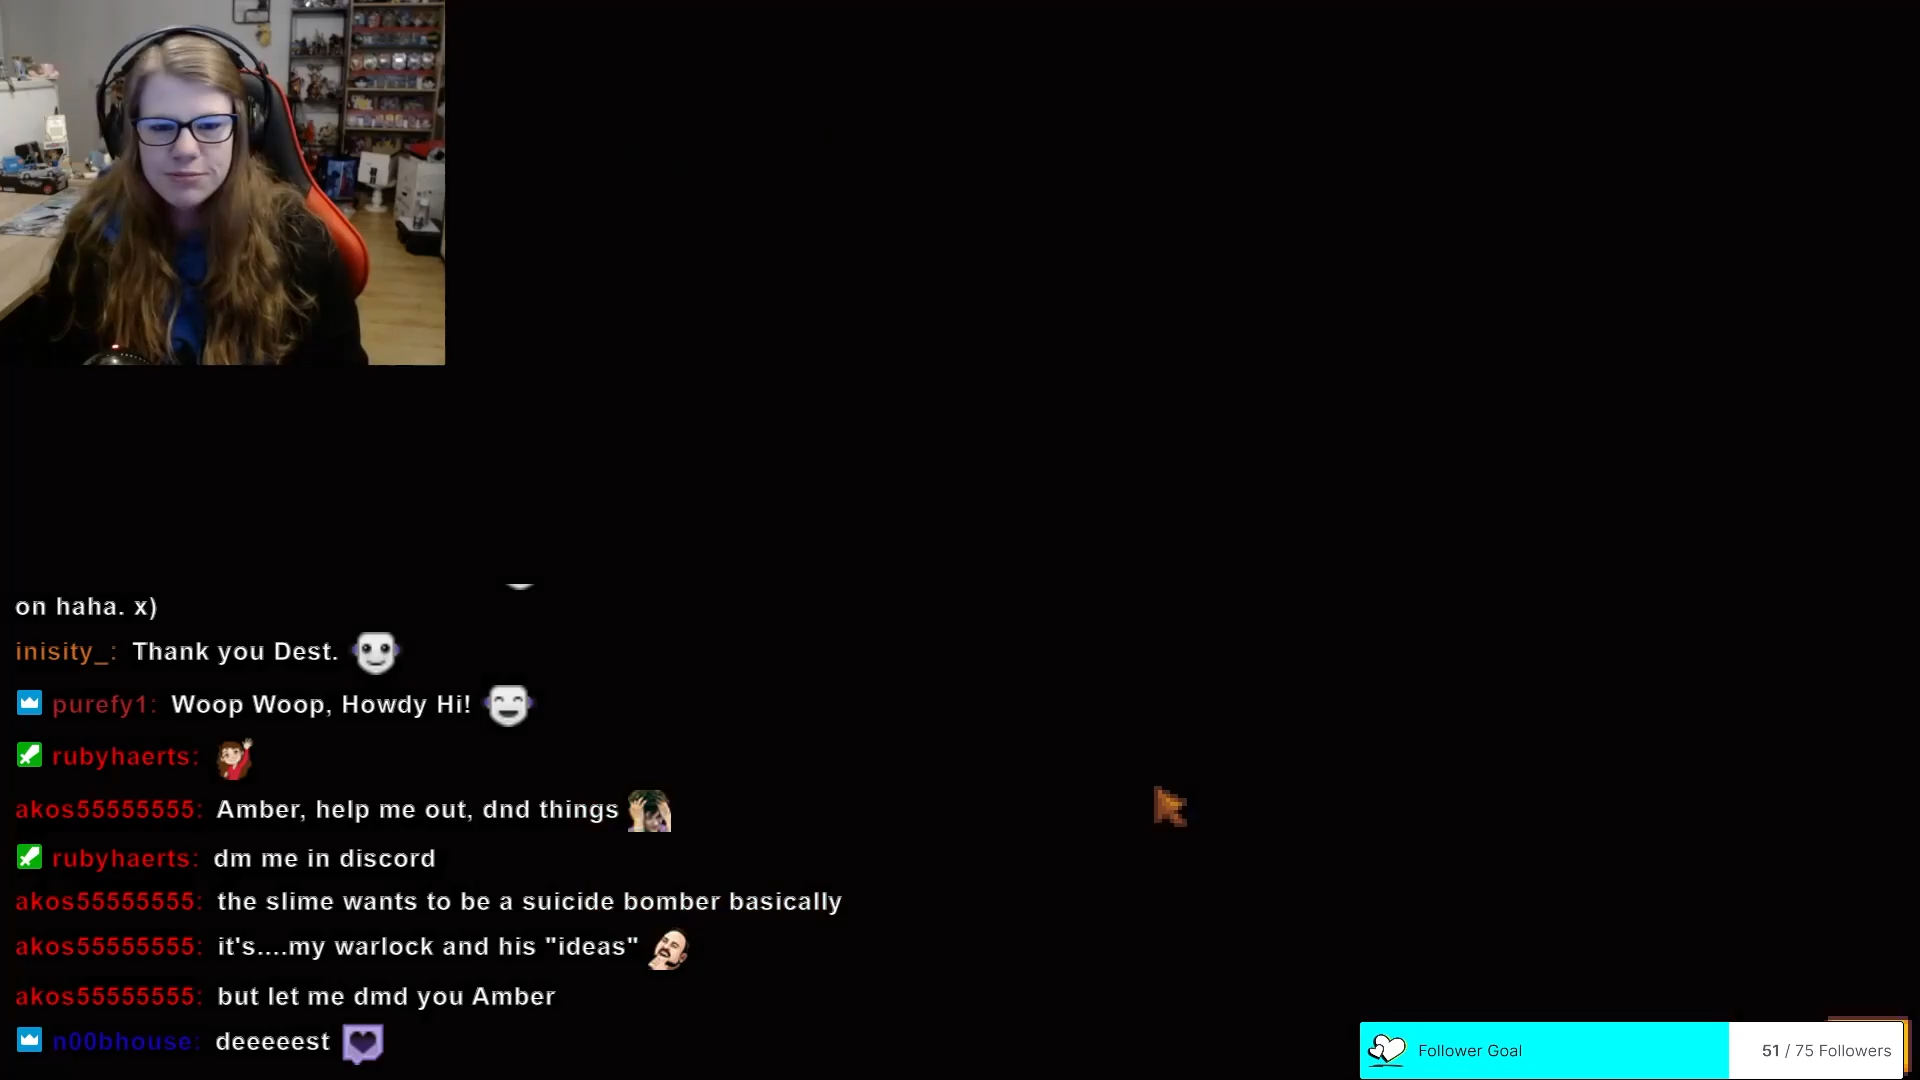 on haha. x)
inisity_: Thank you Dest.
purefy1: Woop Woop, Howdy Hi!
rubyhaerts:
akos55555555: Amber, help me out, dnd things
rubyhaerts: dm me in discord
akos55555555: the slime wants to be a suicide bomber basically
akos55555555: it's....my warlock and his "ideas"
akos55555555: but let me dmd you Amber
n00bhouse: deeeeest
Follower Goal 51 / 75 Followers